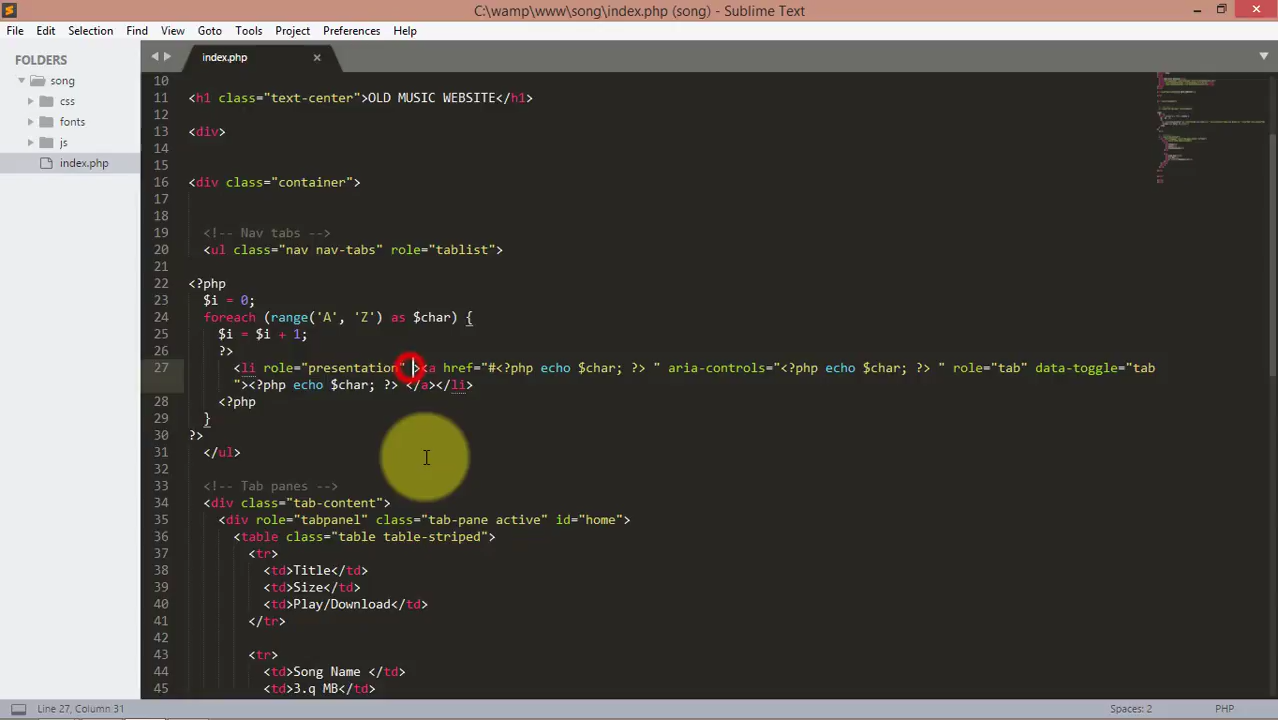 C:\wamp\www\song\index.php (song) - Sublime Text
File Edit Selection Find View Goto Tools Project Preferences Help
FOLDERS
song
css
fonts
js
index.php
index.php
10
11 <h1 class="text-center">OLD MUSIC WEBSITE</h1>
12
13 <div>
14
15
16 <div class="container">
17
18
19 <!-- Nav tabs -->
20 <ul class="nav nav-tabs" role="tablist">
21
22 <?php
23 $i = 0;
24 foreach (range('A', 'Z') as $char) {
25 $i = $i + 1;
26 ?>
27 <li role="presentation" ><a href="#<?php echo $char; ?> " aria-controls="<?php echo $char; ?> " role="tab" data-toggle="tab
"><?php echo $char; ?> </a></li>
28 <?php
29 }
30 ?>
31 </ul>
32
33 <!-- Tab panes -->
34 <div class="tab-content">
35 <div role="tabpanel" class="tab-pane active" id="home">
36 <table class="table table-striped">
37 <tr>
38 <td>Title</td>
39 <td>Size</td>
40 <td>Play/Download</td>
41 </tr>
42
43 <tr>
44 <td>Song Name </td>
45 <td>3.q MB</td>
Line 27, Column 31 Spaces: 2 PHP